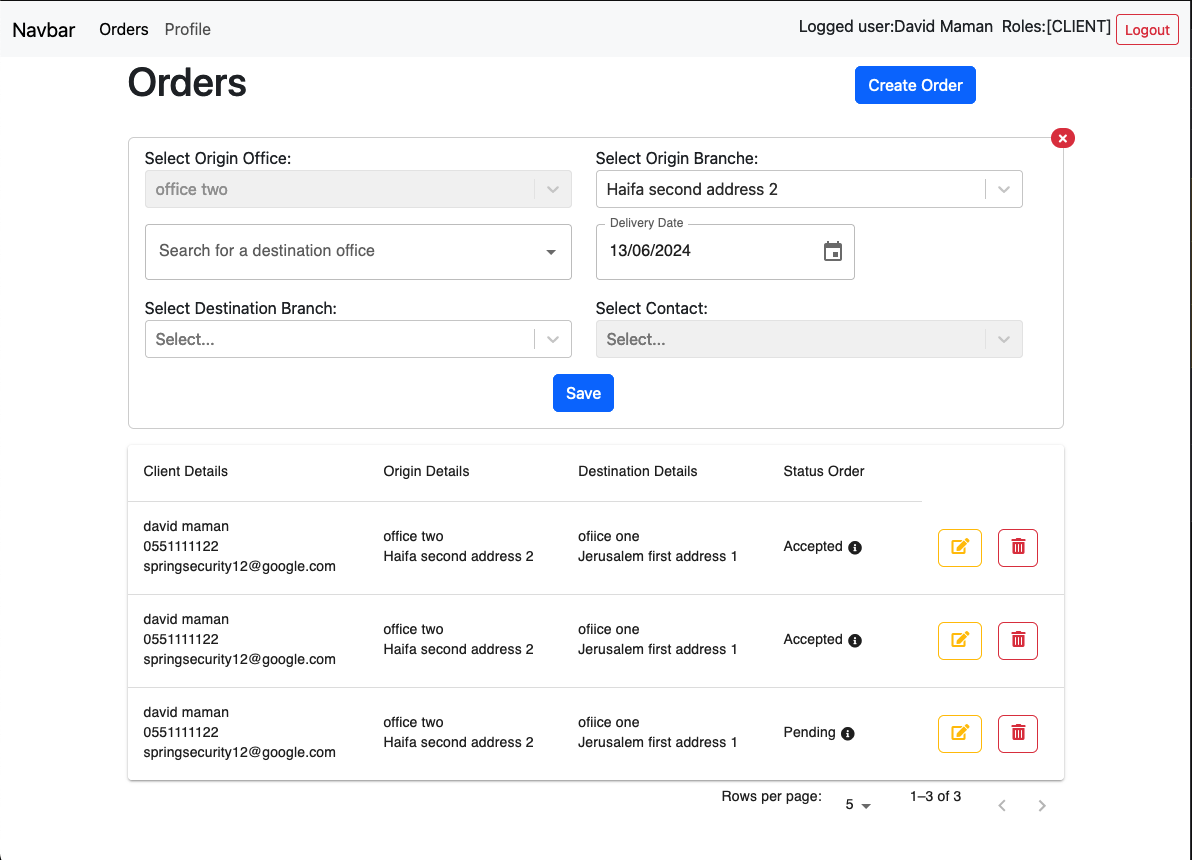 Navbar Orders Profile Logged user:David Maman Roles:[CLIENT] Logout
Orders
Create Order
Select Origin Office:
office two
Select Origin Branche:
Haifa second address 2
Search for a destination office
Delivery Date
13/06/2024
Select Destination Branch:
Select...
Select Contact:
Select...
Save
Client Details Origin Details Destination Details Status Order
david maman
0551111122
springsecurity12@google.com
office two
Haifa second address 2
ofiice one
Jerusalem first address 1
Accepted
david maman
0551111122
springsecurity12@google.com
office two
Haifa second address 2
ofiice one
Jerusalem first address 1
Accepted
david maman
0551111122
springsecurity12@google.com
office two
Haifa second address 2
ofiice one
Jerusalem first address 1
Pending
Rows per page: 5 1–3 of 3